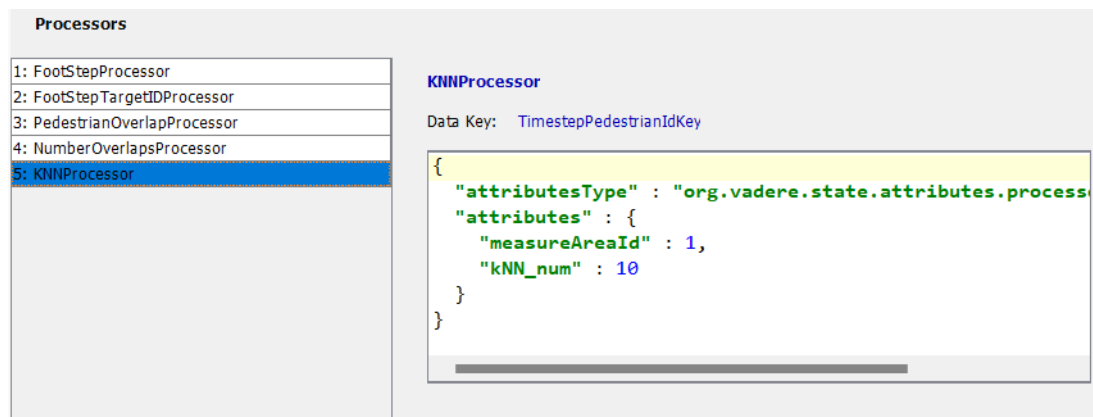 Processors
1: FootStepProcessor
2: FootStepTargetIDProcessor
3: PedestrianOverlapProcessor
4: NumberOverlapsProcessor
5: KNNProcessor
KNNProcessor
Data Key: TimestepPedestrianIdKey
{
"attributesType" : "org.vadere.state.attributes.process
"attributes" : {
"measureAreaId" : 1,
"kNN_num" : 10
}
}